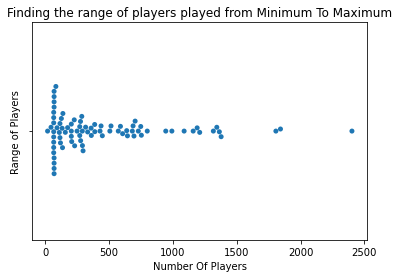 Finding the range of players played from Minimum To Maximum
Range of Players
0 500 1000 1500 2000 2500
Number Of Players